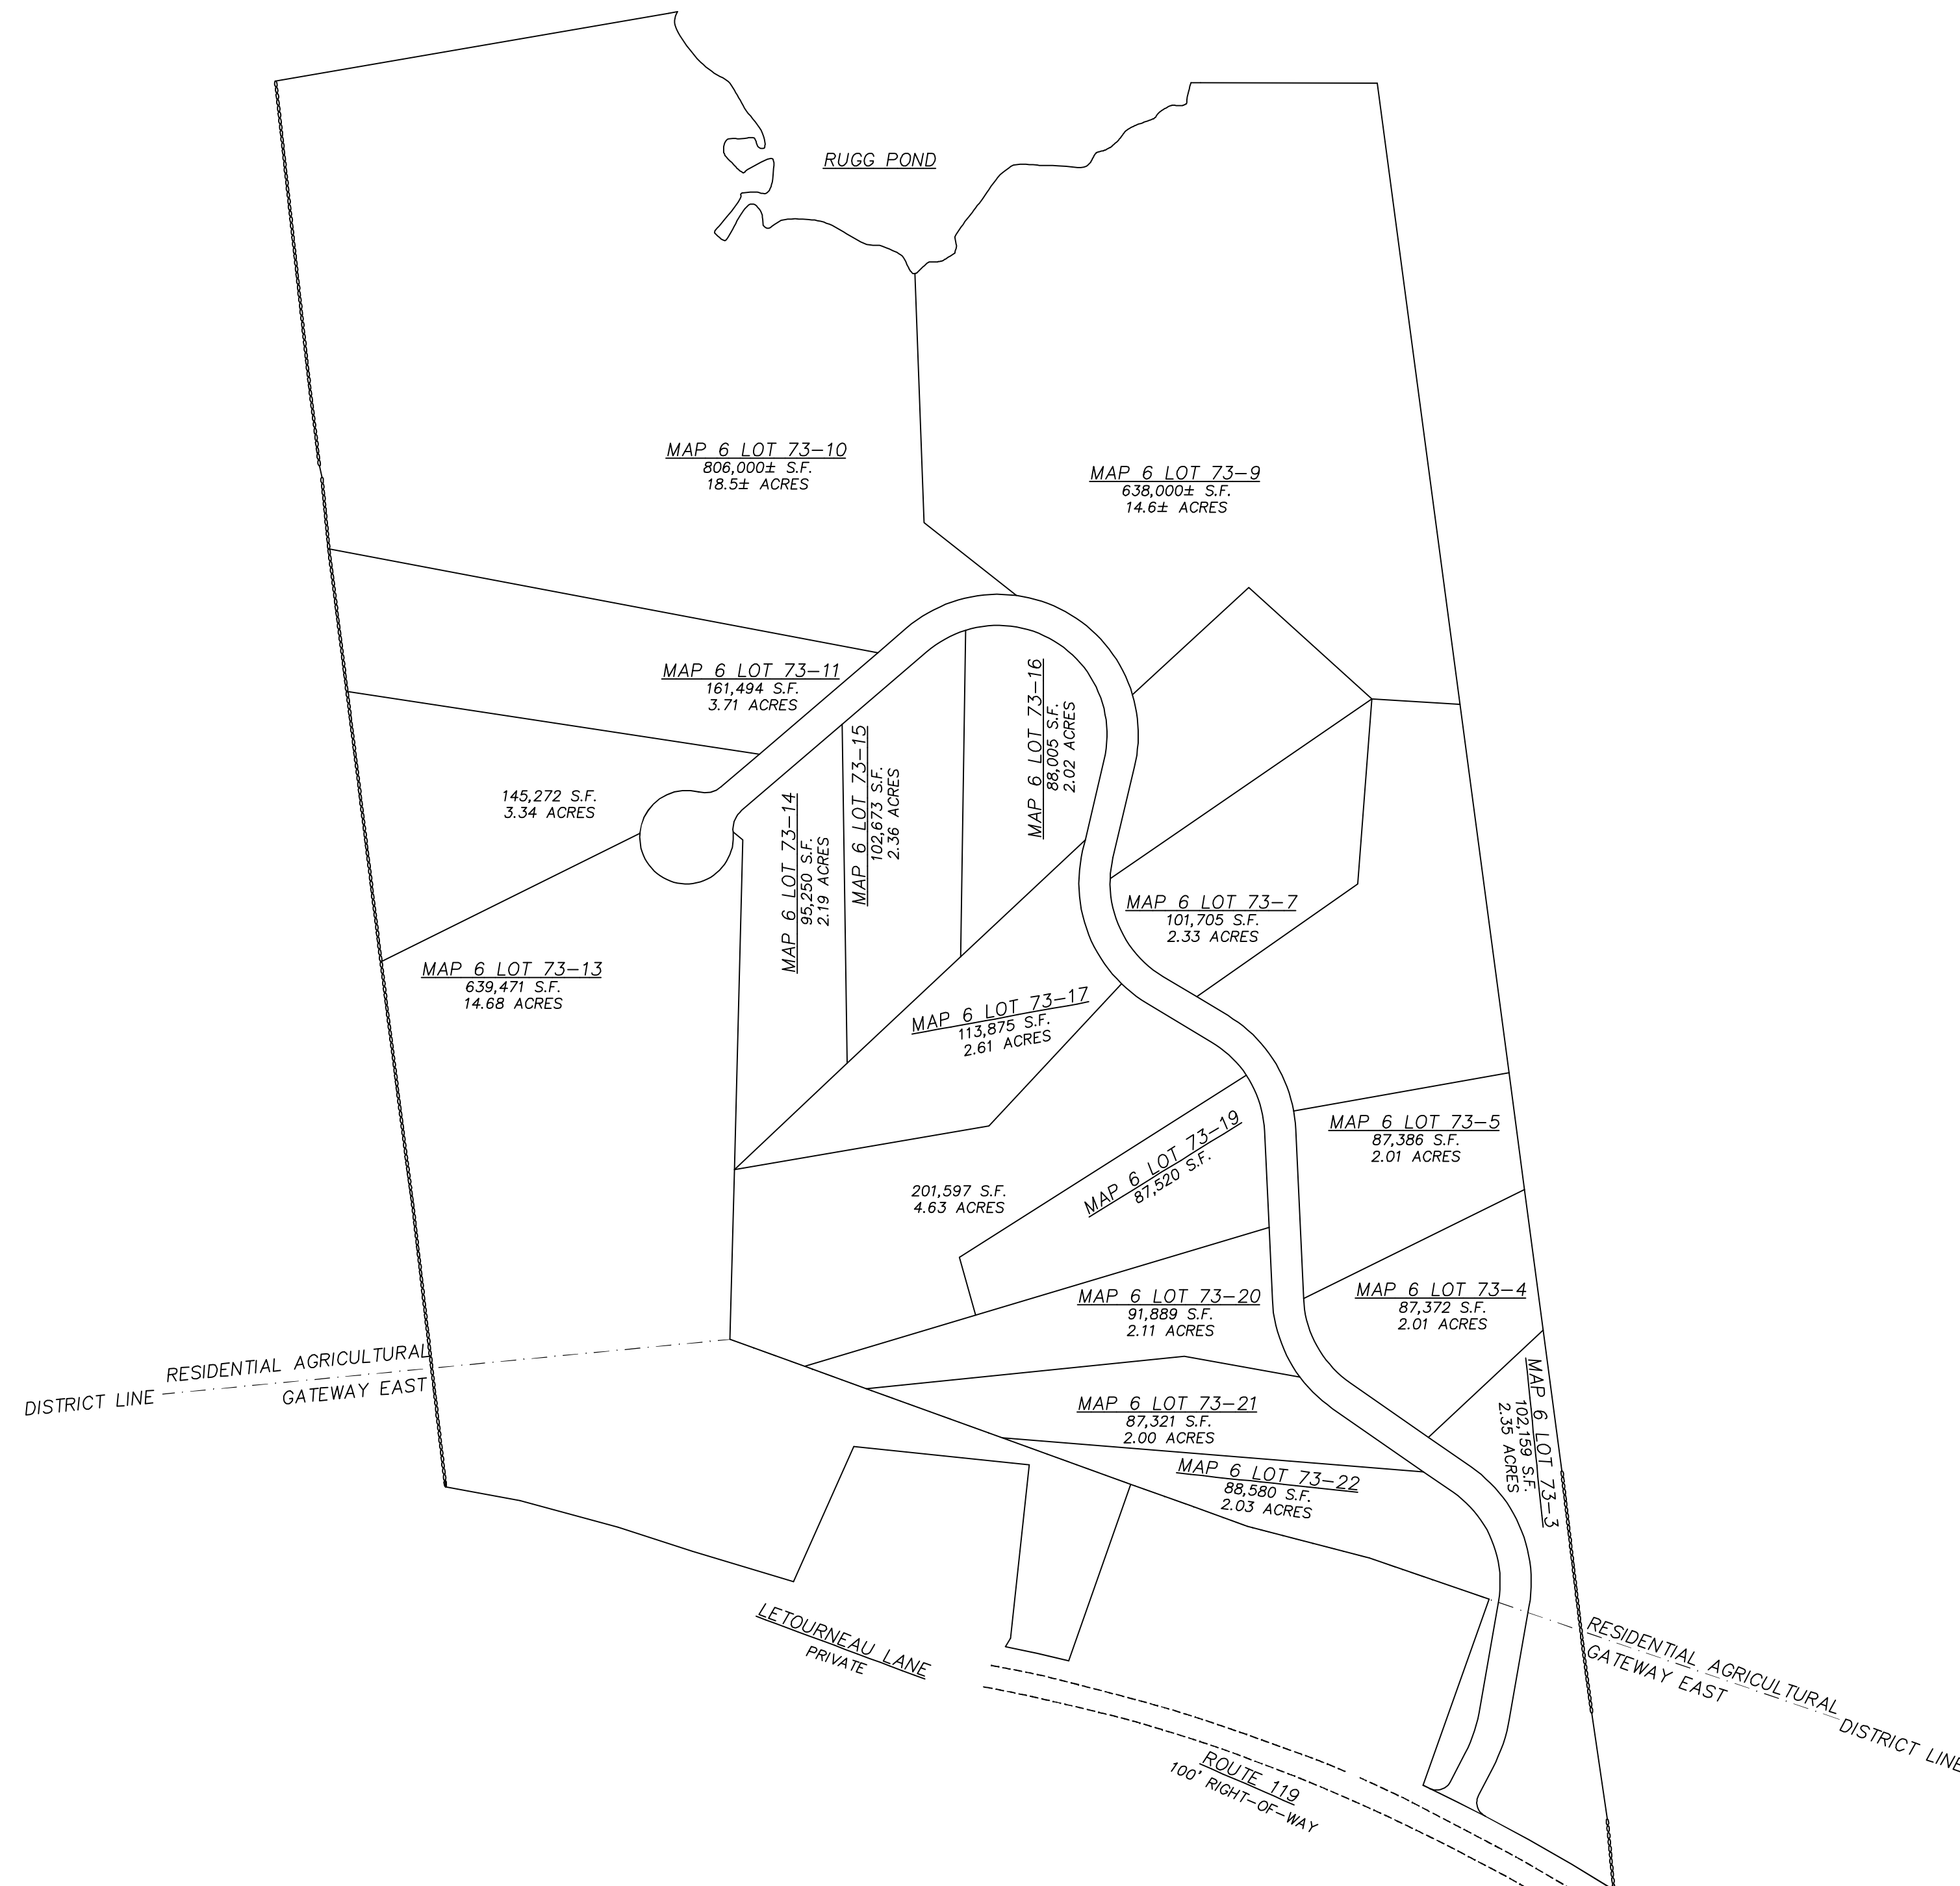 RUGG POND
MAP 6 LOT 73-10
806,000± S.F.
18.5± ACRES
MAP 6 LOT 73-9
638,000± S.F.
14.6± ACRES
MAP 6 LOT 73-11
161,494 S.F.
3.71 ACRES
145,272 S.F.
3.34 ACRES
MAP 6 LOT 73-14
95,250 S.F.
2.19 ACRES
MAP 6 LOT 73-15
102,673 S.F.
2.36 ACRES
MAP 6 LOT 73-16
88,005 S.F.
2.02 ACRES
MAP 6 LOT 73-7
101,705 S.F.
2.33 ACRES
MAP 6 LOT 73-13
639,471 S.F.
14.68 ACRES
MAP 6 LOT 73-17
113,875 S.F.
2.61 ACRES
MAP 6 LOT 73-5
87,386 S.F.
2.01 ACRES
MAP 6 LOT 73-19
87,520 S.F.
201,597 S.F.
4.63 ACRES
MAP 6 LOT 73-20
91,889 S.F.
2.11 ACRES
MAP 6 LOT 73-4
87,372 S.F.
2.01 ACRES
RESIDENTIAL AGRICULTURAL
DISTRICT LINE
GATEWAY EAST
MAP 6 LOT 73-3
102,159 S.F.
2.35 ACRES
MAP 6 LOT 73-21
87,321 S.F.
2.00 ACRES
MAP 6 LOT 73-22
88,580 S.F.
2.03 ACRES
LETOURNEAU LANE
PRIVATE
RESIDENTIAL AGRICULTURAL
GATEWAY EAST
DISTRICT LINE
ROUTE 119
100' RIGHT-OF-WAY